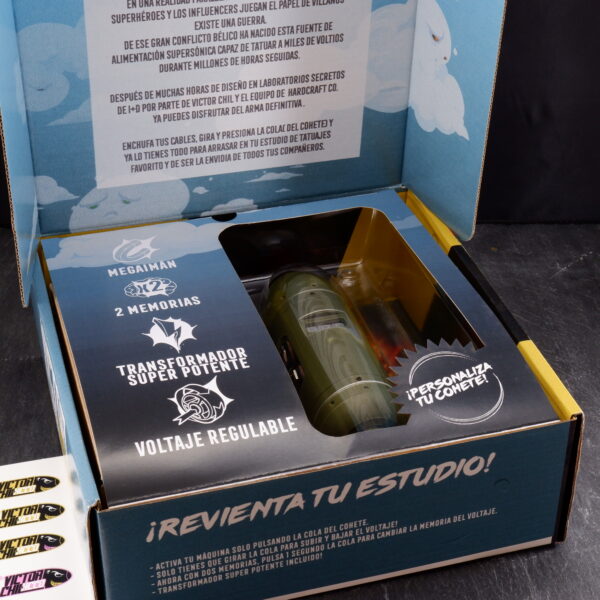 EN UNA REALIDAD
SUPERHÉROES Y LOS INFLUENCERS JUEGAN EL PAPEL DE VILLANOS
EXISTE UNA GUERRA.
DE ESE GRAN CONFLICTO BÉLICO HA NACIDO ESTA FUENTE DE
ALIMENTACIÓN SUPERSÓNICA CAPAZ DE TATUAR A MILES DE VOLTIOS
DURANTE MILLONES DE HORAS SEGUIDAS.
DESPUÉS DE MUCHAS HORAS DE DISEÑO EN LABORATORIOS SECRETOS
DE I+D POR PARTE DE VICTOR CHIL Y EL EQUIPO DE HARDCRAFT CO.
YA PUEDES DISFRUTAR DEL ARMA DEFINITIVA.
ENCHUFA TUS CABLES, GIRA Y PRESIONA LA COLA( DEL COHETE) Y
YA LO TIENES TODO PARA ARRASAR EN TU ESTUDIO DE TATUAJES
FAVORITO Y DE SER LA ENVIDIA DE TODOS TUS COMPAÑEROS.
MEGAIMÁN
X2
2 MEMORIAS
TRANSFORMADOR
SUPER POTENTE
VOLTAJE REGULABLE
¡PERSONALIZA
TU COHETE!
¡REVIENTA TU ESTUDIO!
- ACTIVA TU MÁQUINA SOLO PULSANDO LA COLA DEL COHETE.
- SOLO TIENES QUE GIRAR LA COLA PARA SUBIR Y BAJAR EL VOLTAJE!
- AHORA CON DOS MEMORIAS, PULSA 1 SEGUNDO LA COLA PARA CAMBIAR LA MEMORIA DEL VOLTAJE.
- TRANSFORMADOR SUPER POTENTE INCLUIDO!
VICTOR
CHIL
VICTOR
CHIL
VICTOR
CHIL
VICTOR
CHIL